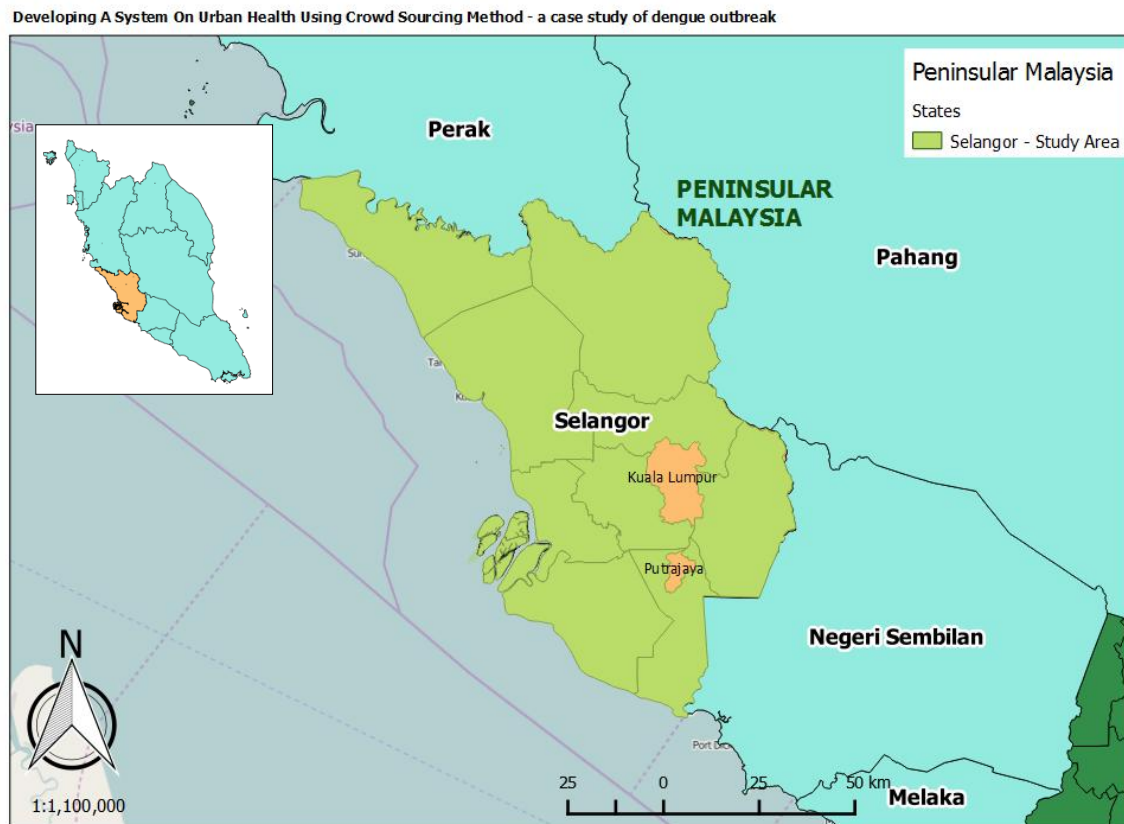 Developing A System On Urban Health Using Crowd Sourcing Method - a case study of dengue outbreak
Peninsular Malaysia
States
Selangor - Study Area
Perak
PENINSULAR
MALAYSIA
Pahang
Selangor
Kuala Lumpur
Putrajaya
Negeri Sembilan
Port
Melaka
N
1:1,100,000
25 0 25 50 km